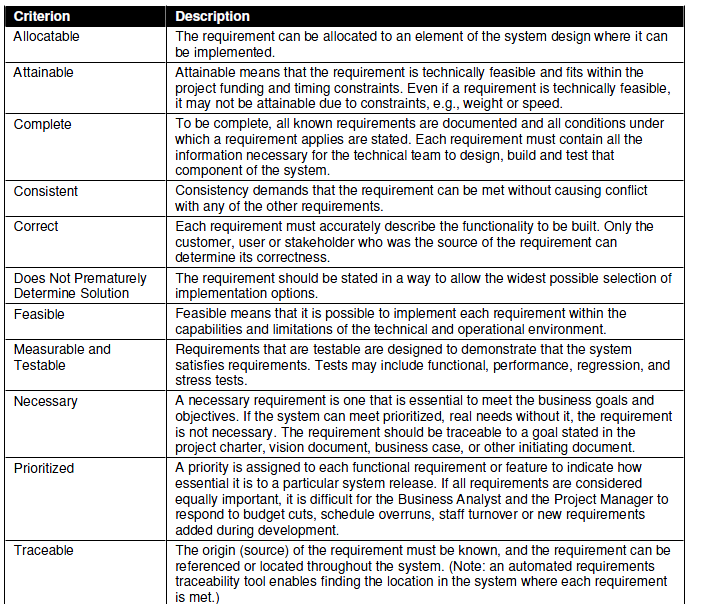 Criterion Description
Allocatable The requirement can be allocated to an element of the system design where it can
be implemented.
Attainable Attainable means that the requirement is technically feasible and fits within the
project funding and timing constraints. Even if a requirement is technically feasible,
it may not be attainable due to constraints, e.g., weight or speed.
Complete To be complete, all known requirements are documented and all conditions under
which a requirement applies are stated. Each requirement must contain all the
information necessary for the technical team to design, build and test that
component of the system.
Consistent Consistency demands that the requirement can be met without causing conflict
with any of the other requirements.
Correct Each requirement must accurately describe the functionality to be built. Only the
customer, user or stakeholder who was the source of the requirement can
determine its correctness.
Does Not Prematurely The requirement should be stated in a way to allow the widest possible selection of
Determine Solution implementation options.
Feasible Feasible means that it is possible to implement each requirement within the
capabilities and limitations of the technical and operational environment.
Measurable and Requirements that are testable are designed to demonstrate that the system
Testable satisfies requirements. Tests may include functional, performance, regression, and
stress tests.
Necessary A necessary requirement is one that is essential to meet the business goals and
objectives. If the system can meet prioritized, real needs without it, the requirement
is not necessary. The requirement should be traceable to a goal stated in the
project charter, vision document, business case, or other initiating document.
Prioritized A priority is assigned to each functional requirement or feature to indicate how
essential it is to a particular system release. If all requirements are considered
equally important, it is difficult for the Business Analyst and the Project Manager to
respond to budget cuts, schedule overruns, staff turnover or new requirements
added during development.
Traceable The origin (source) of the requirement must be known, and the requirement can be
referenced or located throughout the system. (Note: an automated requirements
traceability tool enables finding the location in the system where each requirement
is met.)